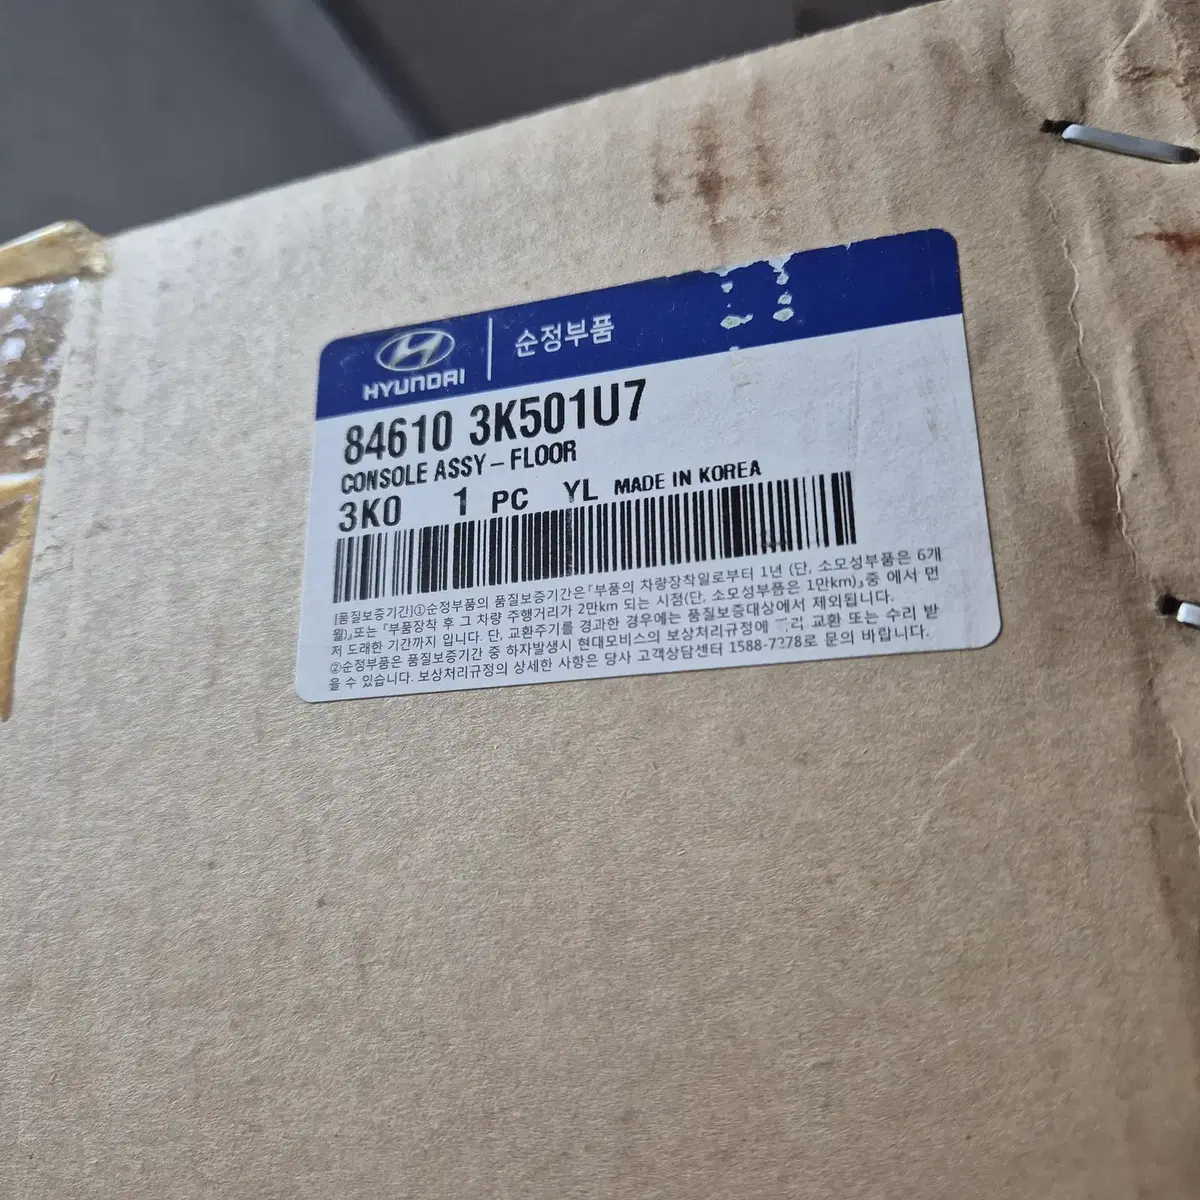 HYUNDAI 순정부품
84610 3K501U7
CONSOLE ASSY-FLOOR
3K0 1 PC YL MADE IN KOREA
[품질보증기간]①순정부품의 품질보증기간은『부품의 차량장착일로부터 1년 (단, 소모성부품은 6개
월)』또는 『부품장착 후 그 차량 주행거리가 2만km 되는 시점(단, 소모성부품은 1만km)』중 에서 먼
저 도래한 기간까지 입니다. 단, 교환주기를 경과한 경우에는 품질보증대상에서 제외됩니다.
②순정부품은 품질보증기간 중 하자발생시 현대모비스의 보상처리규정에 교환 또는 수리 받
을 수 있습니다. 보상처리규정의 상세한 사항은 당사 고객상담센터 1588-7278로 문의 바랍니다.